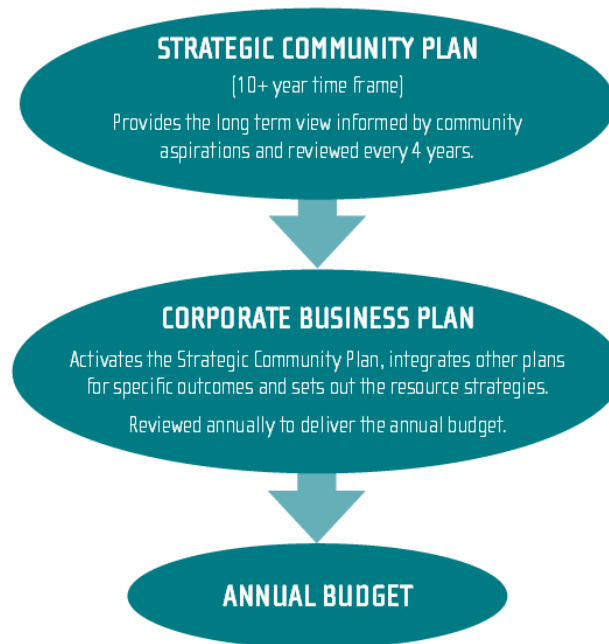 STRATEGIC COMMUNITY PLAN
(10+ year time frame)
Provides the long term view informed by community
aspirations and reviewed every 4 years.
CORPORATE BUSINESS PLAN
Activates the Strategic Community Plan, integrates other plans
for specific outcomes and sets out the resource strategies.
Reviewed annually to deliver the annual budget.
ANNUAL BUDGET